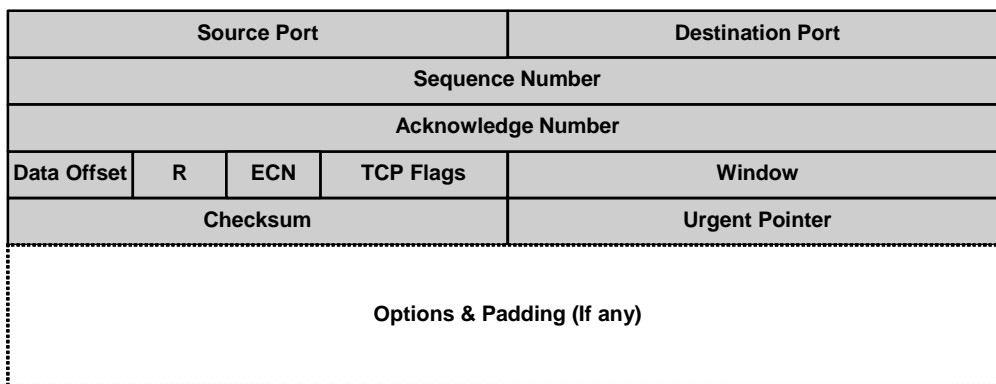 Source Port Destination Port
Sequence Number
Acknowledge Number
Data Offset R ECN TCP Flags Window
Checksum Urgent Pointer
Options & Padding (If any)